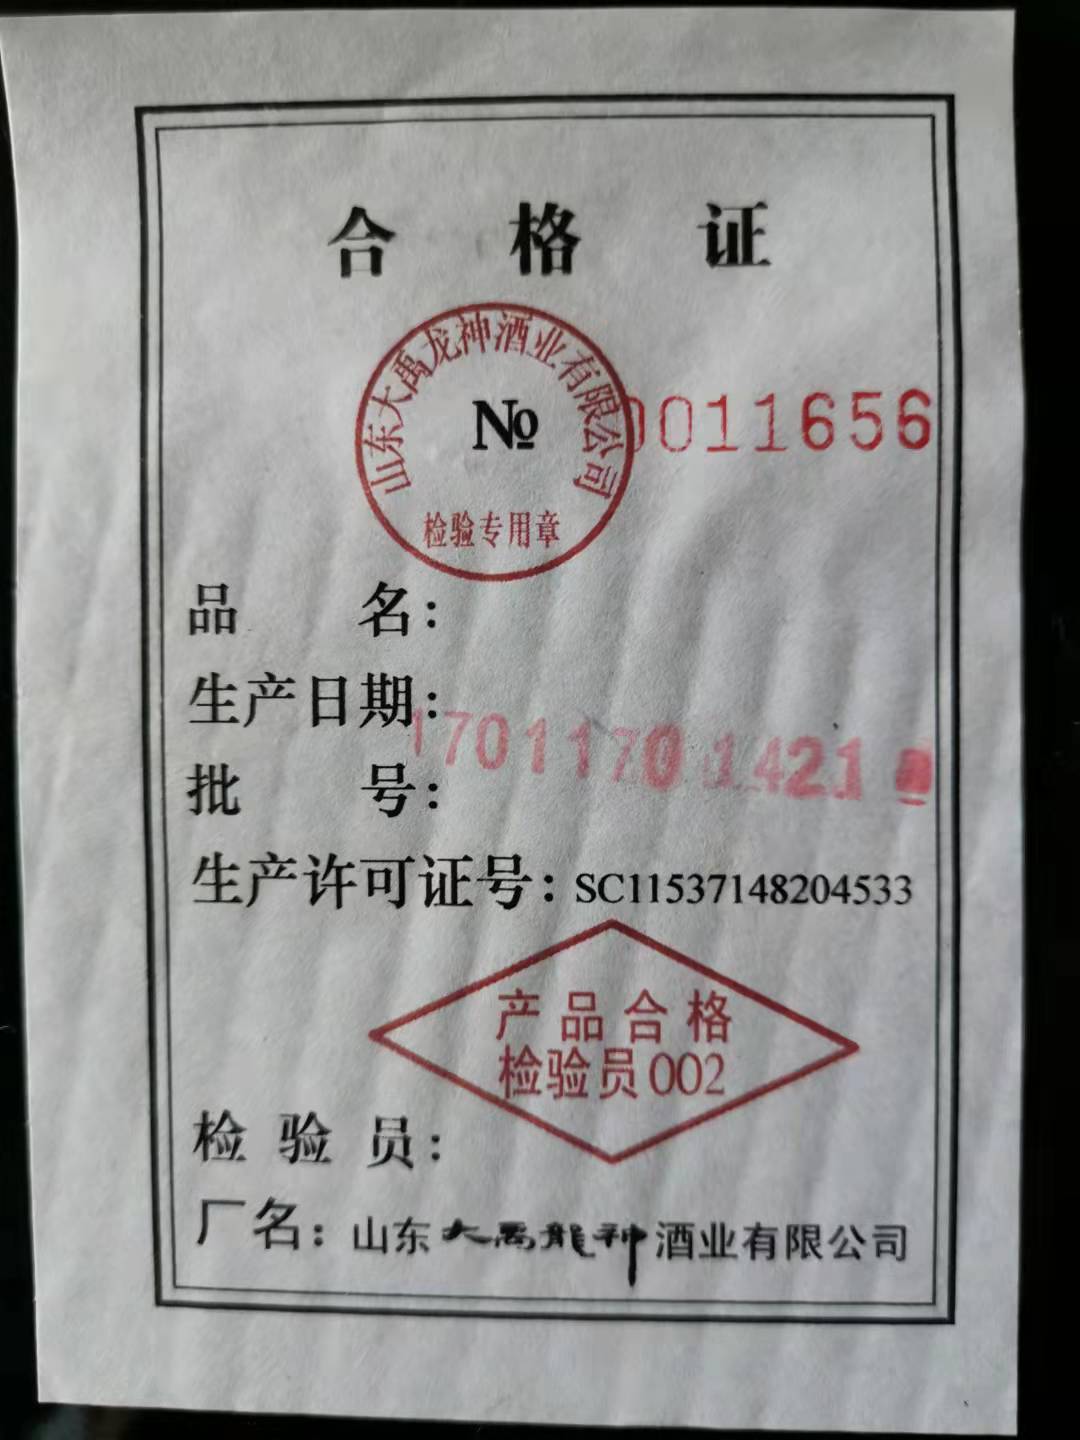 合格证
山东大禹龙神酒业有限公司
№ 0011656
检验专用章
品名：
生产日期：
1701170 1421
批号：
生产许可证号：SC11537148204533
产品合格
检验员002
检验员：
厂名：山东大禹龍神酒业有限公司